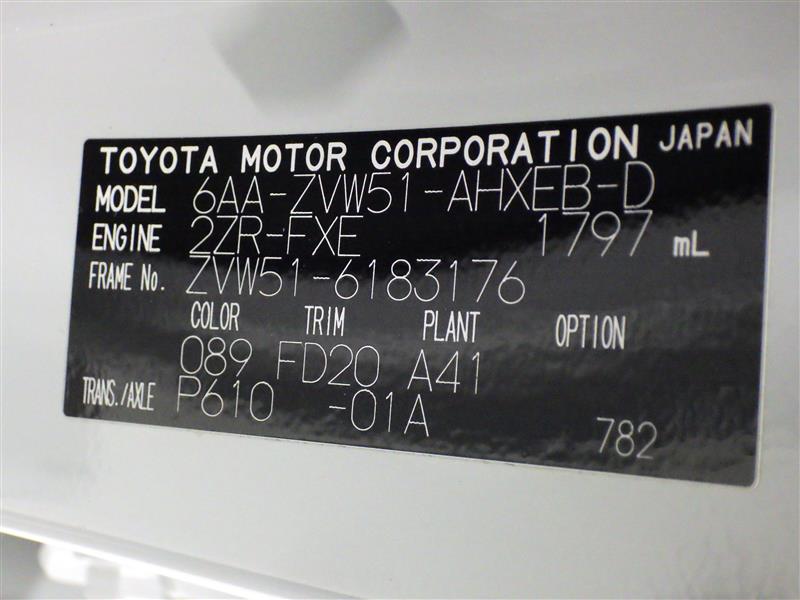 TOYOTA MOTOR CORPORATION JAPAN
MODEL 6AA-ZVW51-AHXEB-D
ENGINE 2ZR-FXE 1797 mL
FRAME No. ZVW51-6183176
COLOR TRIM PLANT OPTION
089 FD20 A41
TRANS./AXLE P610 -01A
782